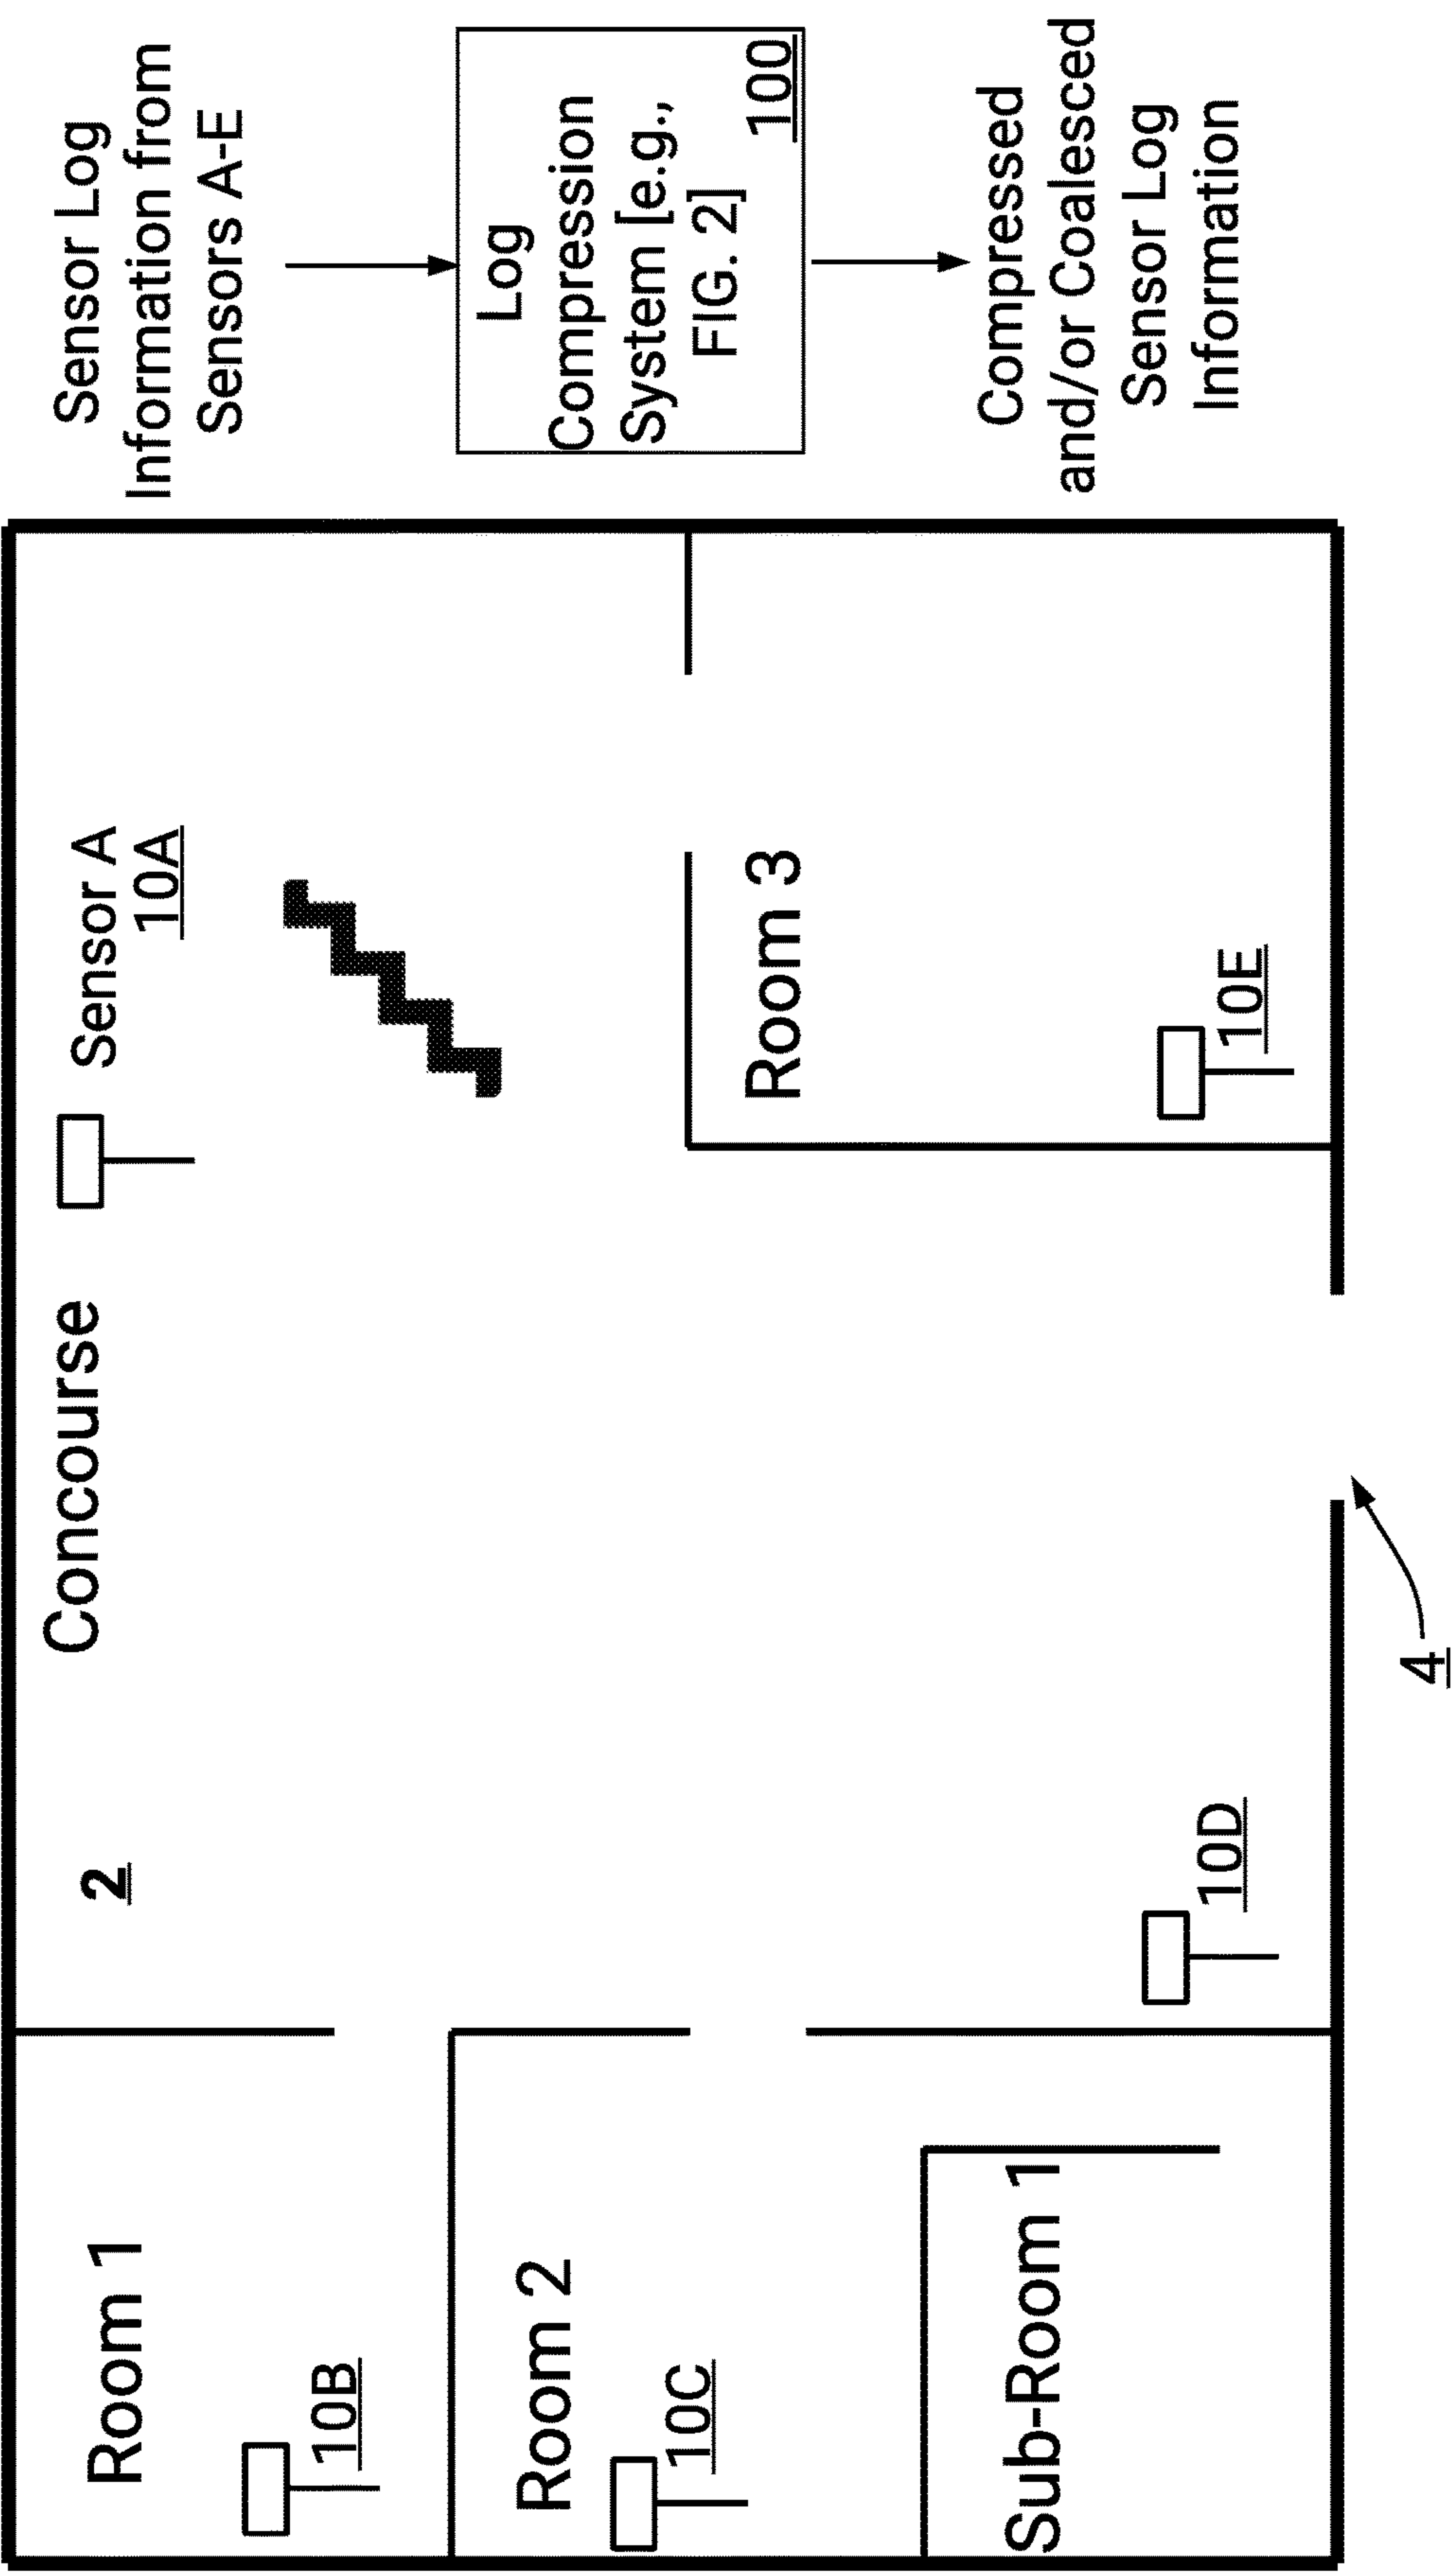 Room 1
10B
Room 2
10C
Sub-Room 1
2
Concourse
Sensor A
10A
10D
Room 3
10E
4
Sensor Log
Information from
Sensors A-E
Log
Compression
System [e.g.,
FIG. 2]
100
Compressed
and/or Coalesced
Sensor Log
Information